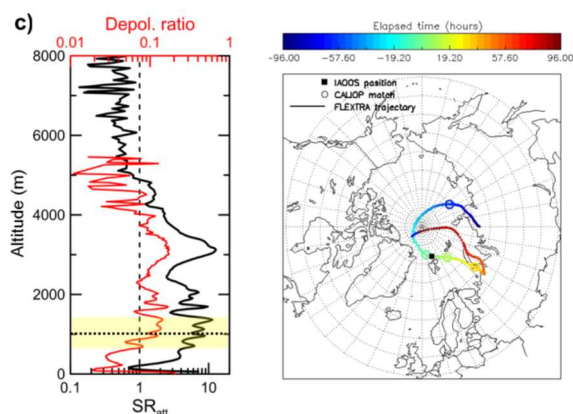 c)
Depol. ratio
0.01 0.1 1
8000
6000
4000
2000
0
Altitude (m)
0.1 1 10
SRatt
Elapsed time (hours)
-96.00 -57.60 -19.20 19.20 57.60 96.00
IAOOS position
CALIOP match
FLEXTRA trajectory